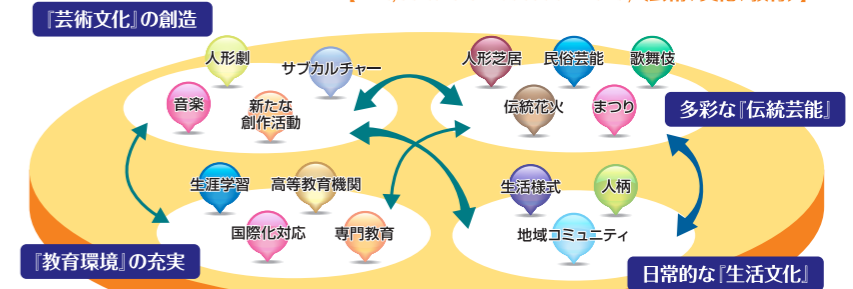 『芸術文化』の創造
人形劇
サブカルチャー
音楽
新たな
創作活動
人形芝居
民俗芸能
歌舞伎
伝統花火
まつり
多彩な『伝統芸能』
生涯学習
高等教育機関
国際化対応
専門教育
『教育環境』の充実
生活様式
人柄
地域コミュニティ
日常的な『生活文化』